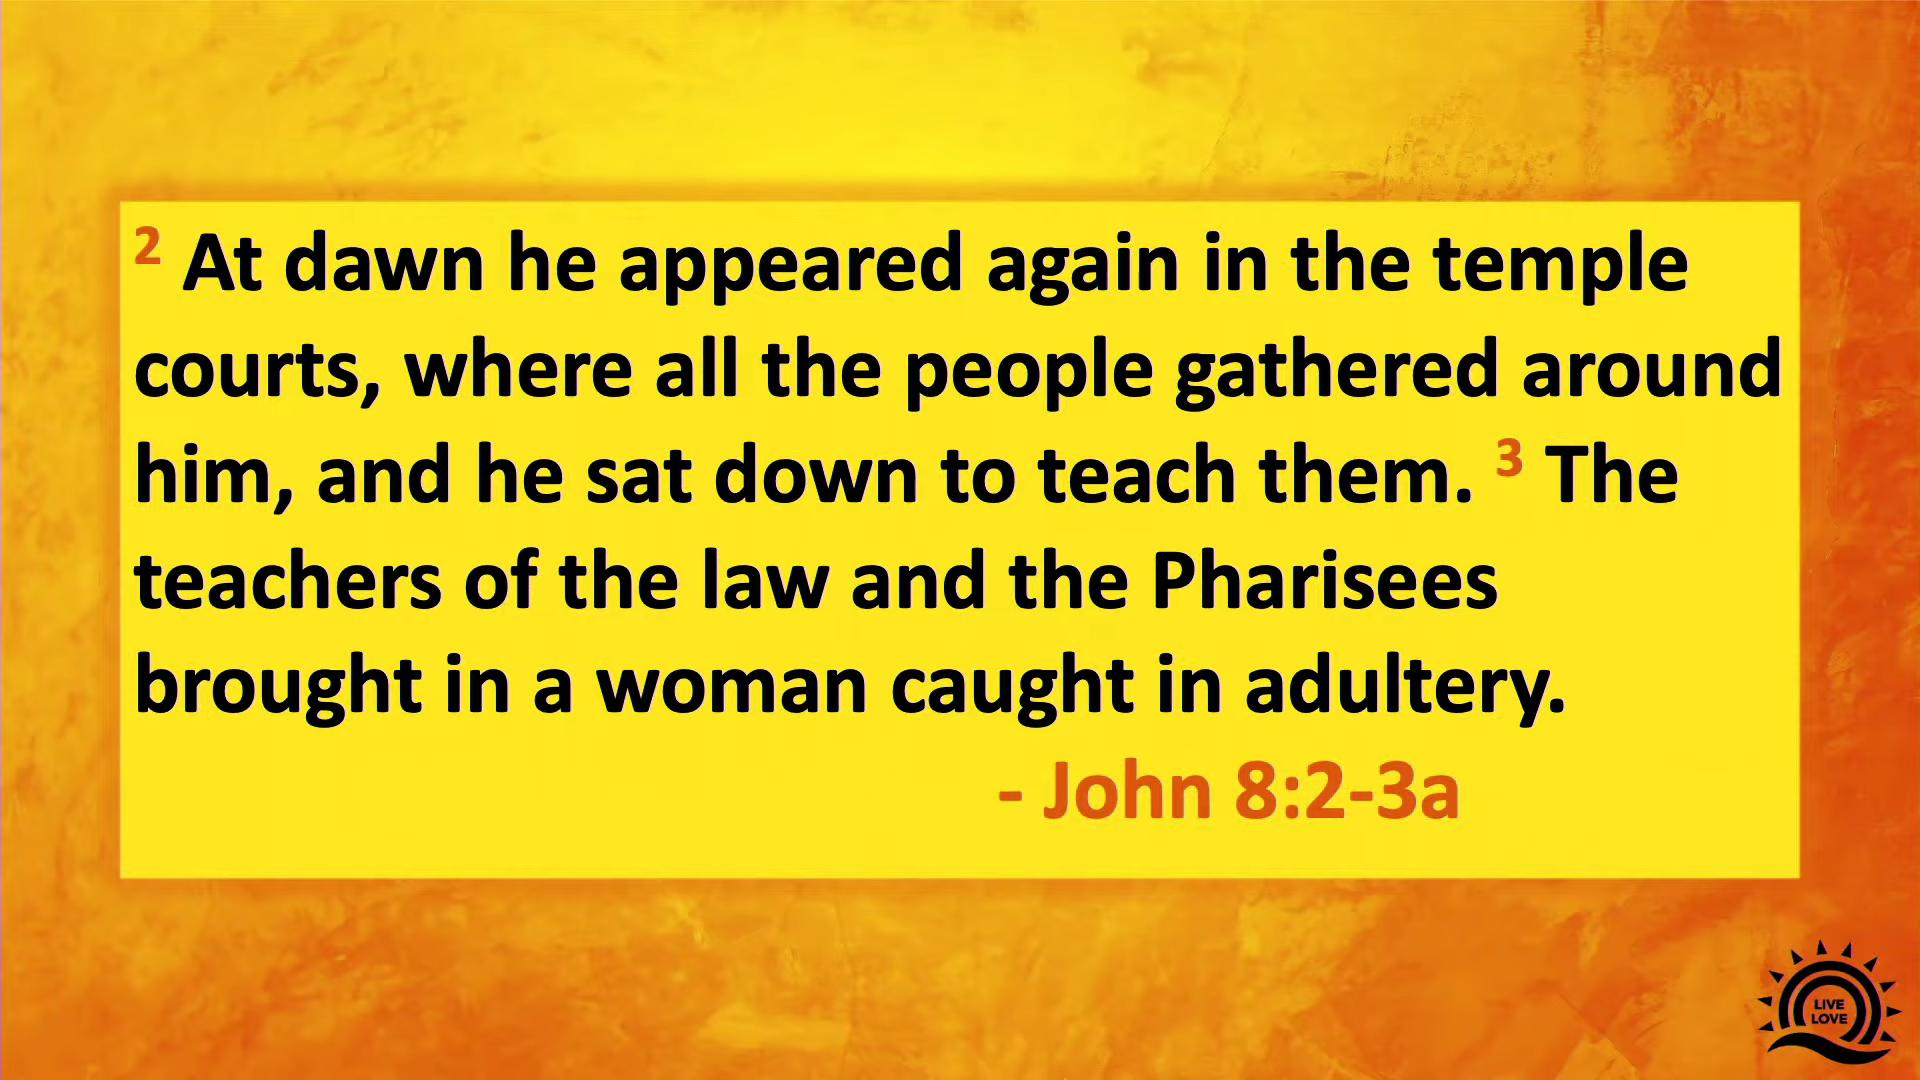 2 At dawn he appeared again in the temple
courts, where all the people gathered around
him, and he sat down to teach them. 3 The
teachers of the law and the Pharisees
brought in a woman caught in adultery.
- John 8:2-3a
LIVE
LOVE